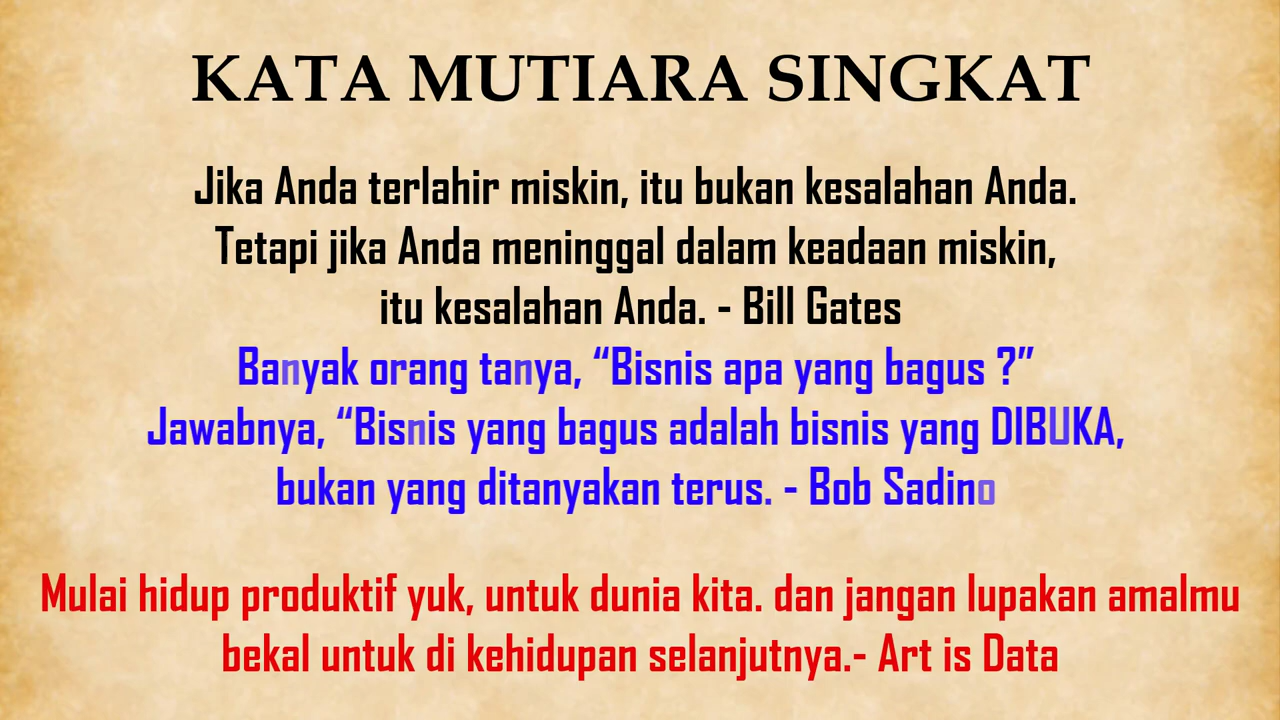 KATA MUTIARA SINGKAT
Jika Anda terlahir miskin, itu bukan kesalahan Anda.
Tetapi jika Anda meninggal dalam keadaan miskin,
itu kesalahan Anda. - Bill Gates
Banyak orang tanya, “Bisnis apa yang bagus ?”
Jawabnya, “Bisnis yang bagus adalah bisnis yang DIBUKA,
bukan yang ditanyakan terus. - Bob Sadino
Mulai hidup produktif yuk, untuk dunia kita. dan jangan lupakan amalmu
bekal untuk di kehidupan selanjutnya.- Art is Data